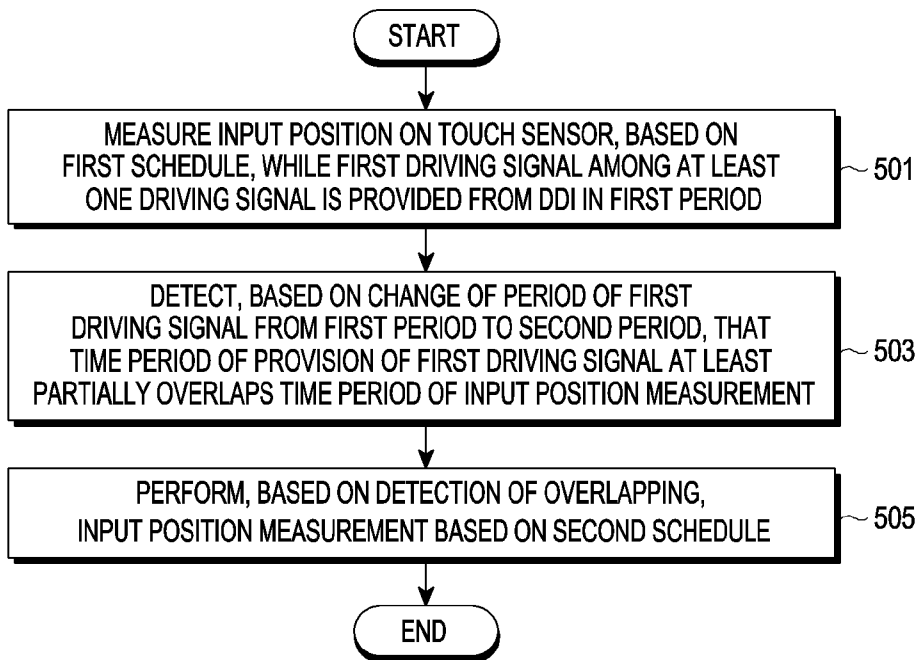 START
MEASURE INPUT POSITION ON TOUCH SENSOR, BASED ON
FIRST SCHEDULE, WHILE FIRST DRIVING SIGNAL AMONG AT LEAST
ONE DRIVING SIGNAL IS PROVIDED FROM DDI IN FIRST PERIOD
501
DETECT, BASED ON CHANGE OF PERIOD OF FIRST
DRIVING SIGNAL FROM FIRST PERIOD TO SECOND PERIOD, THAT
TIME PERIOD OF PROVISION OF FIRST DRIVING SIGNAL AT LEAST
PARTIALLY OVERLAPS TIME PERIOD OF INPUT POSITION MEASUREMENT
503
PERFORM, BASED ON DETECTION OF OVERLAPPING,
INPUT POSITION MEASUREMENT BASED ON SECOND SCHEDULE
505
END